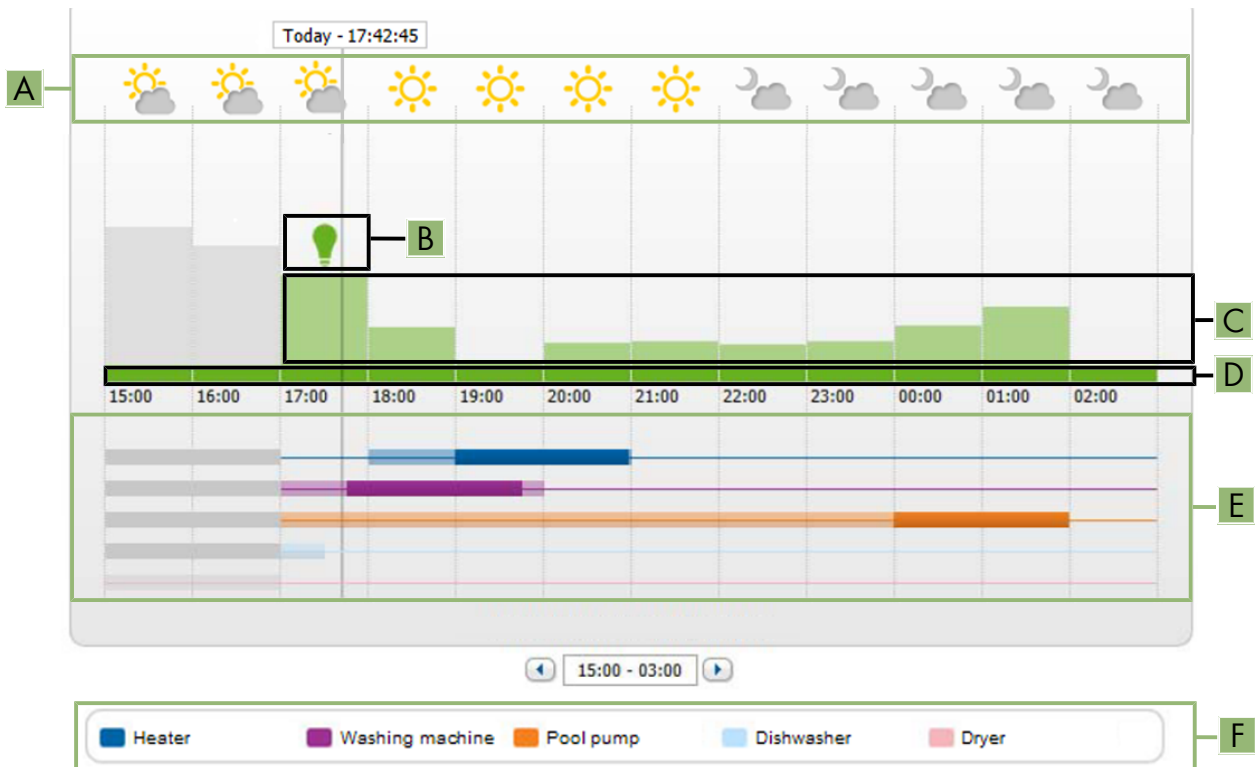 Today - 17:42:45
A
B
C
D
15:00 16:00 17:00 18:00 19:00 20:00 21:00 22:00 23:00 00:00 01:00 02:00
E
15:00 - 03:00
Heater Washing machine Pool pump Dishwasher Dryer
F